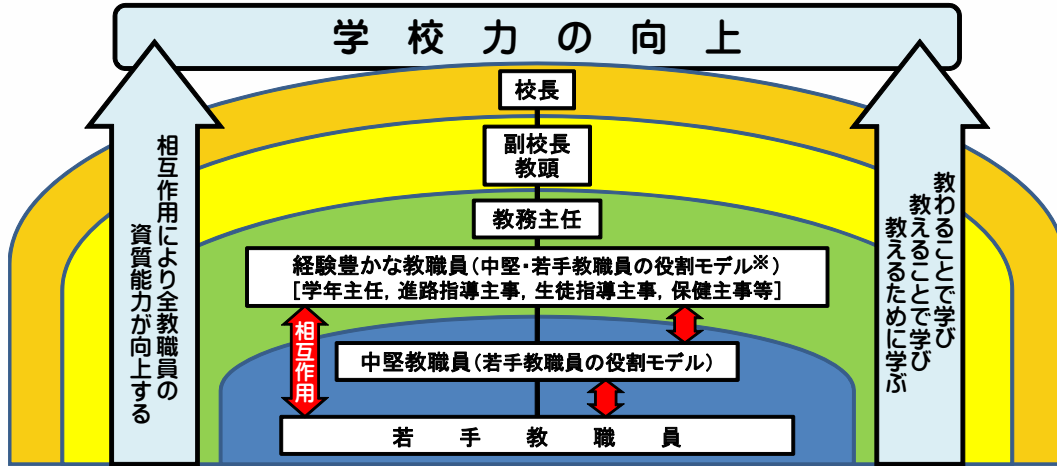 学校力の向上
校長
副校長
教頭
教務主任
経験豊かな教職員(中堅・若手教職員の役割モデル※)
[学年主任,進路指導主事,生徒指導主事,保健主事等]
相互作用
中堅教職員(若手教職員の役割モデル)
若手教職員
相互作用により全教職員の
資質能力が向上する
教わることで学び
教えることで学び
教えるために学ぶ